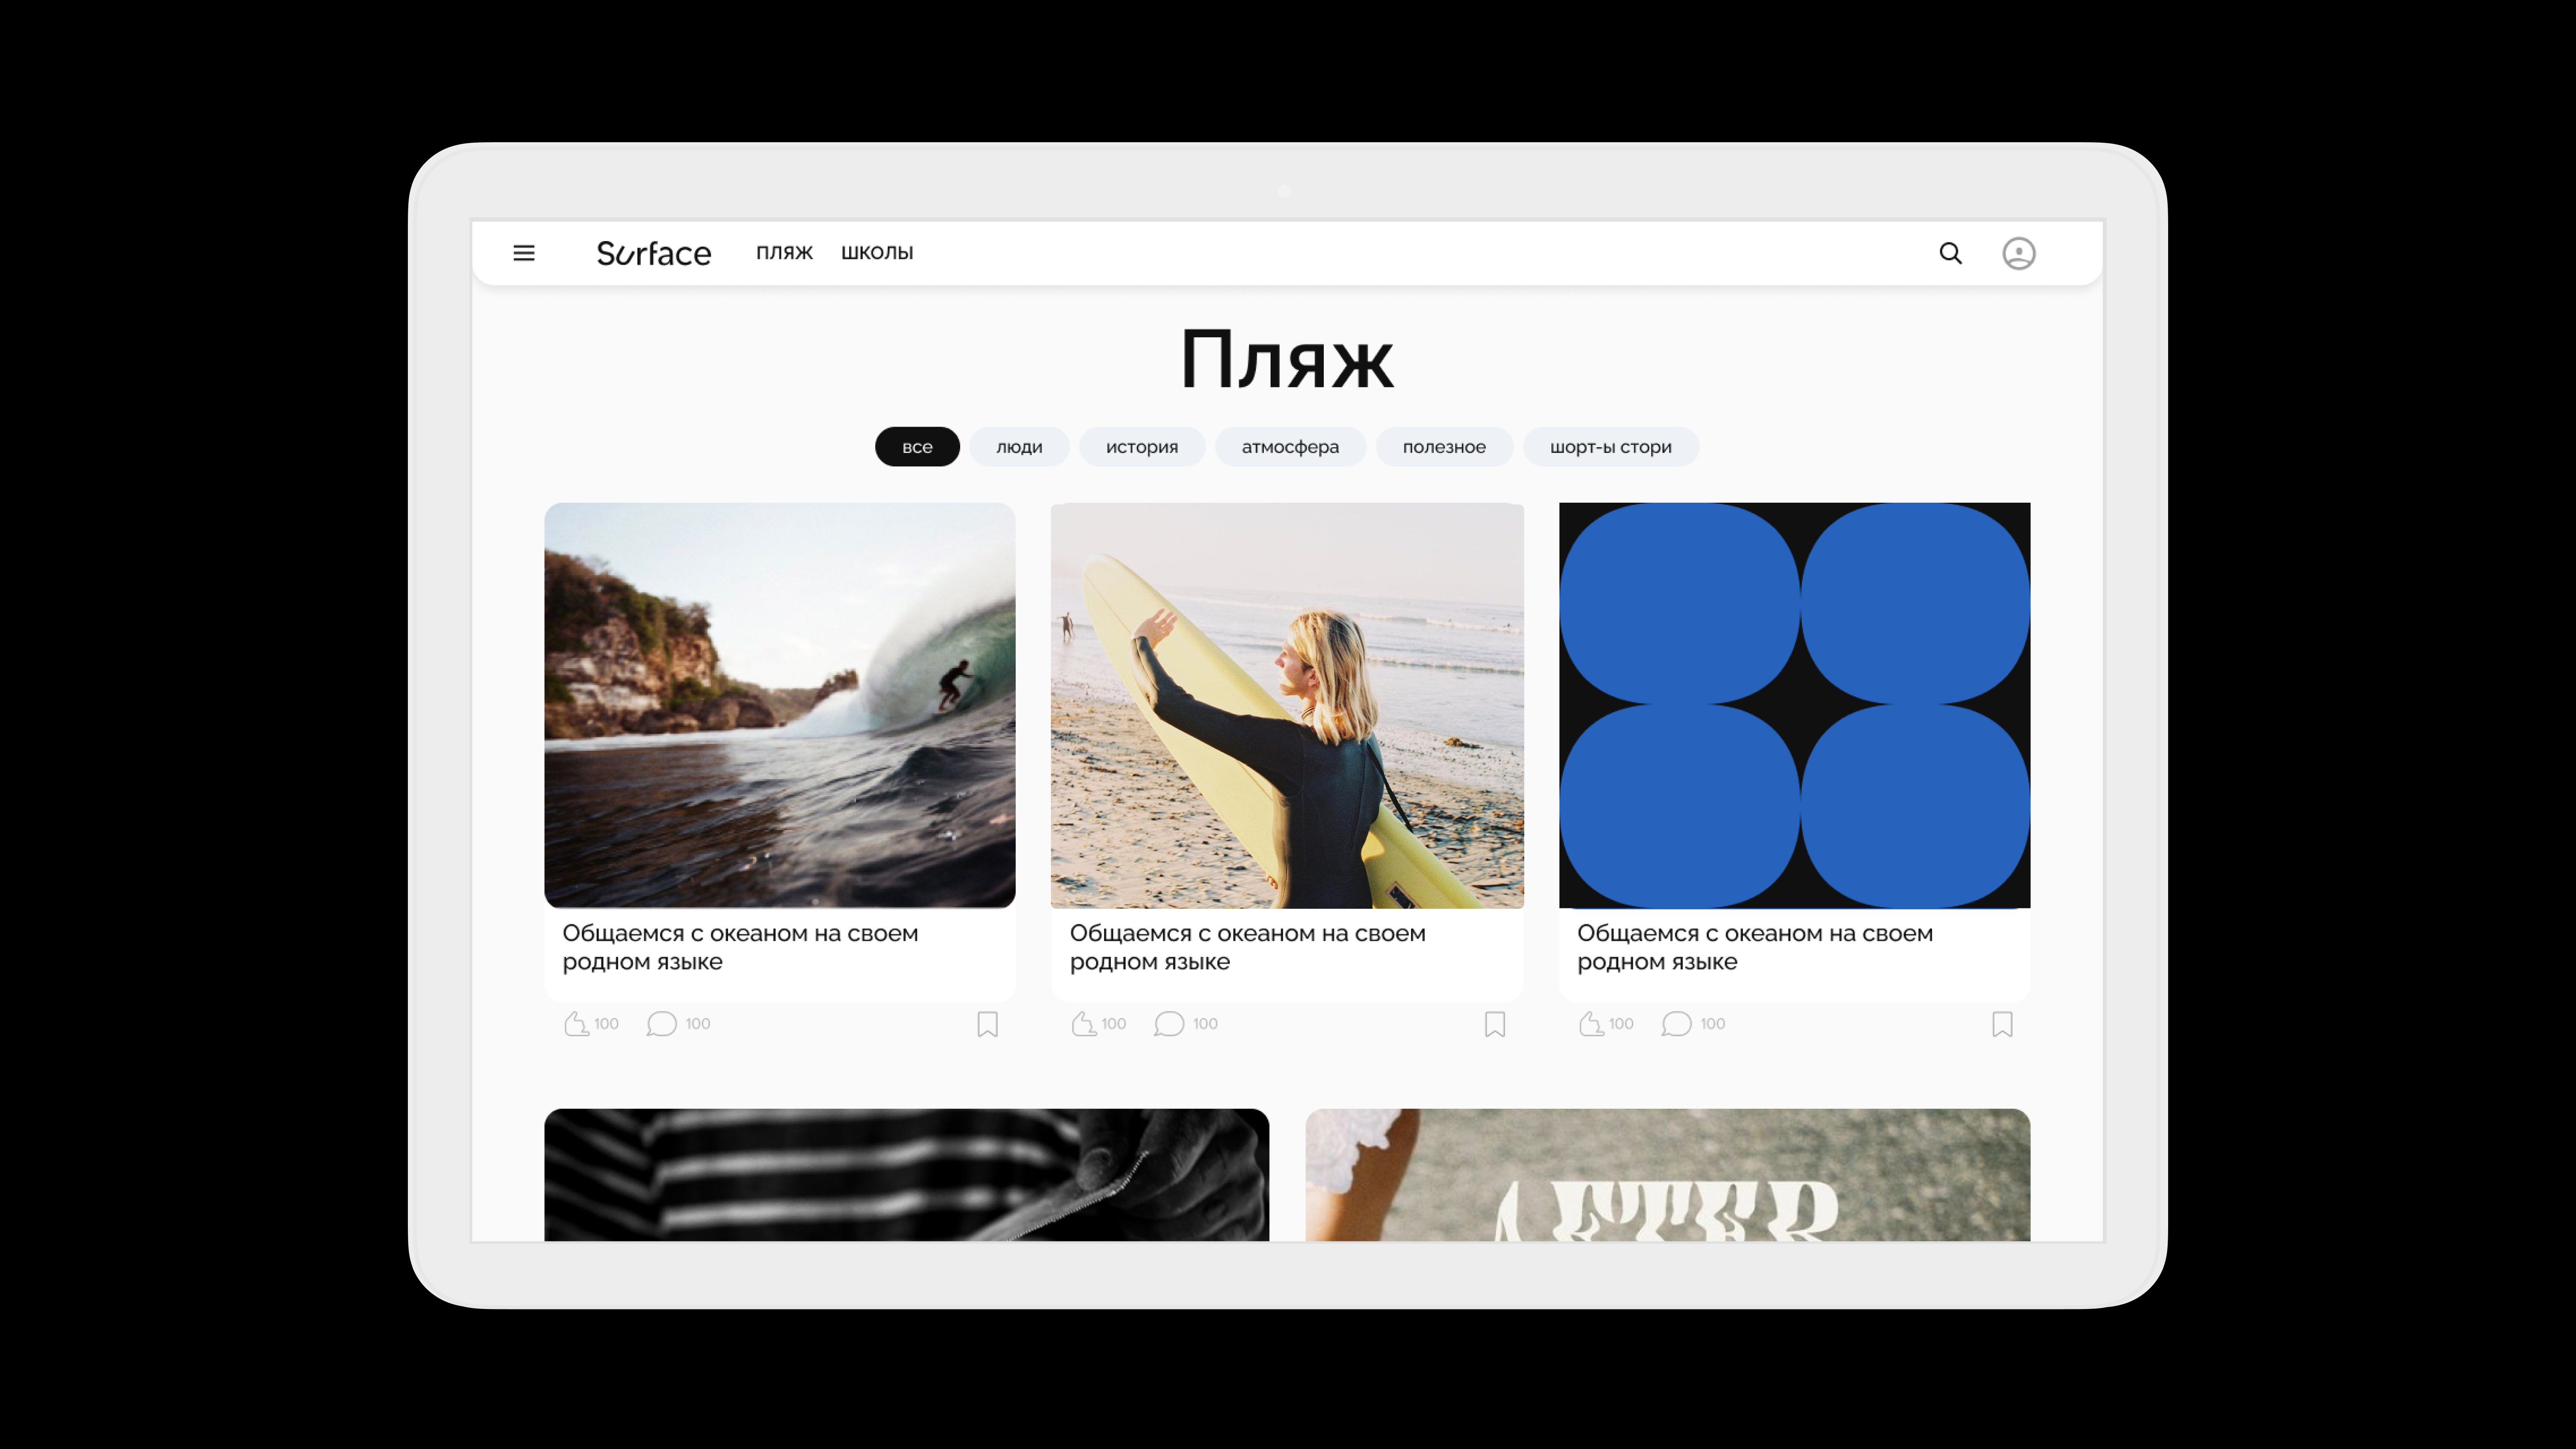 Surface ПЛЯЖ ШКОЛЫ
Пляж
все люди история атмосфера полезное шорт-ы стори
Общаемся с океаном на своем
родном языке
100 100
Общаемся с океаном на своем
родном языке
100 100
Общаемся с океаном на своем
родном языке
100 100
AFTER